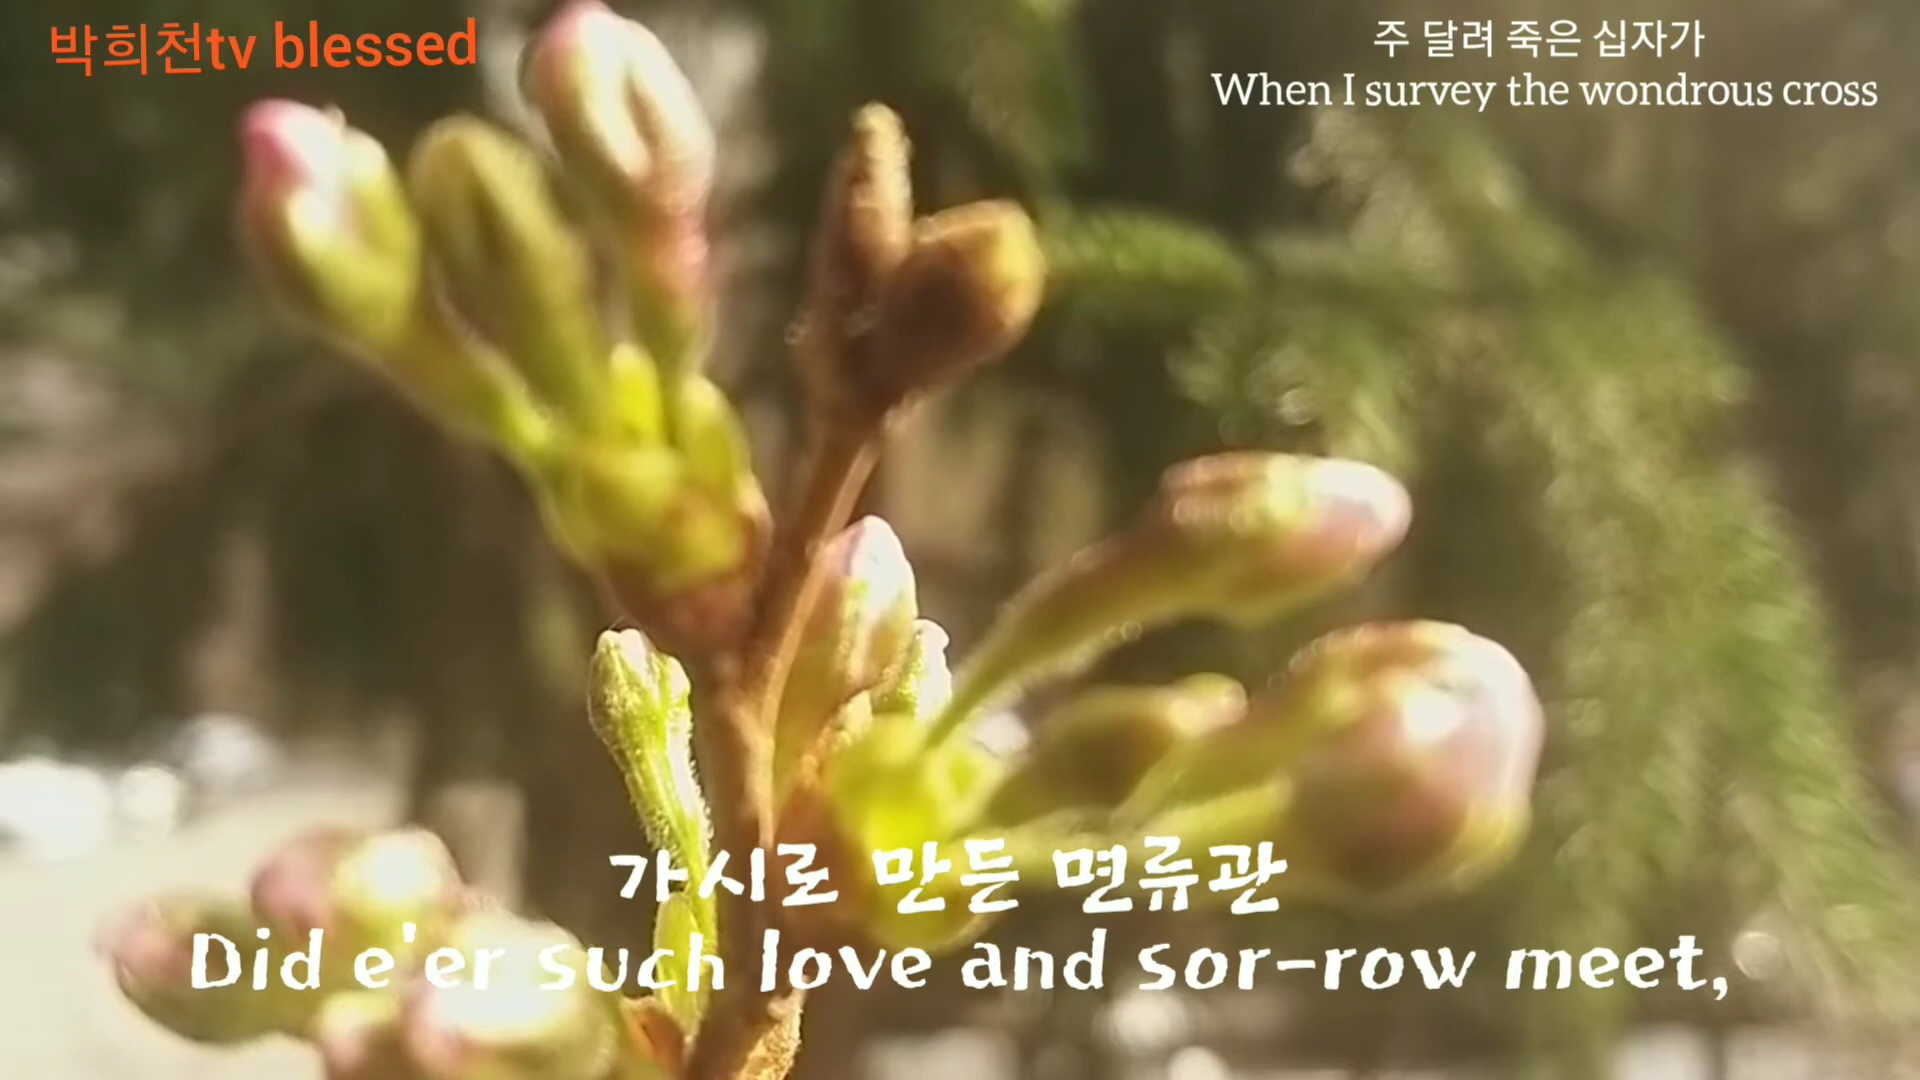 박희천tv blessed
주 달려 죽은 십자가
When I survey the wondrous cross
가시로 만든 면류관
Did e'er such love and sor-row meet,